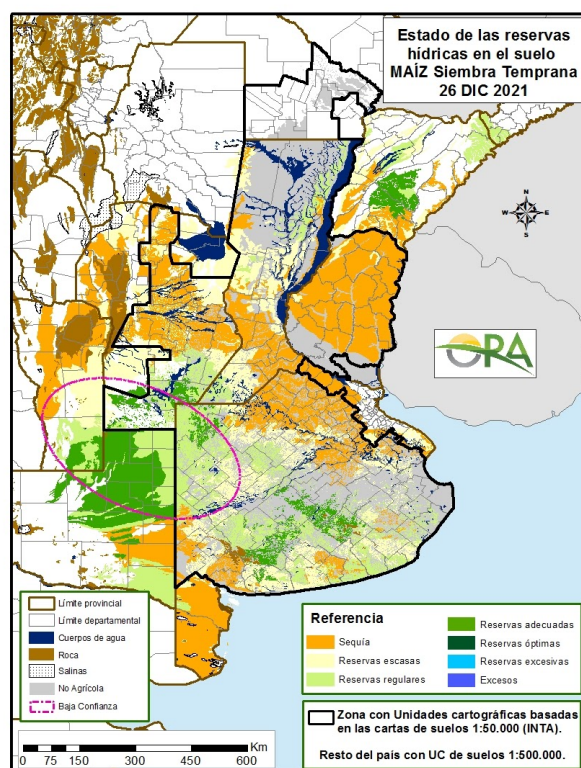 Estado de las reservas
hídricas en el suelo
MAÍZ Siembra Temprana
26 DIC 2021
N
W
E
S
ORA
Límite provincial
Límite departamental
Cuerpos de agua
Roca
Salinas
No Agrícola
Baja Confianza
Referencia
Sequía
Reservas escasas
Reservas regulares
Reservas adecuadas
Reservas óptimas
Reservas excesivas
Excesos
Zona con Unidades cartográficas basadas
en las cartas de suelos 1:50.000 (INTA).
Resto del país con UC de suelos 1:500.000.
Km
0 75 150 300 450 600